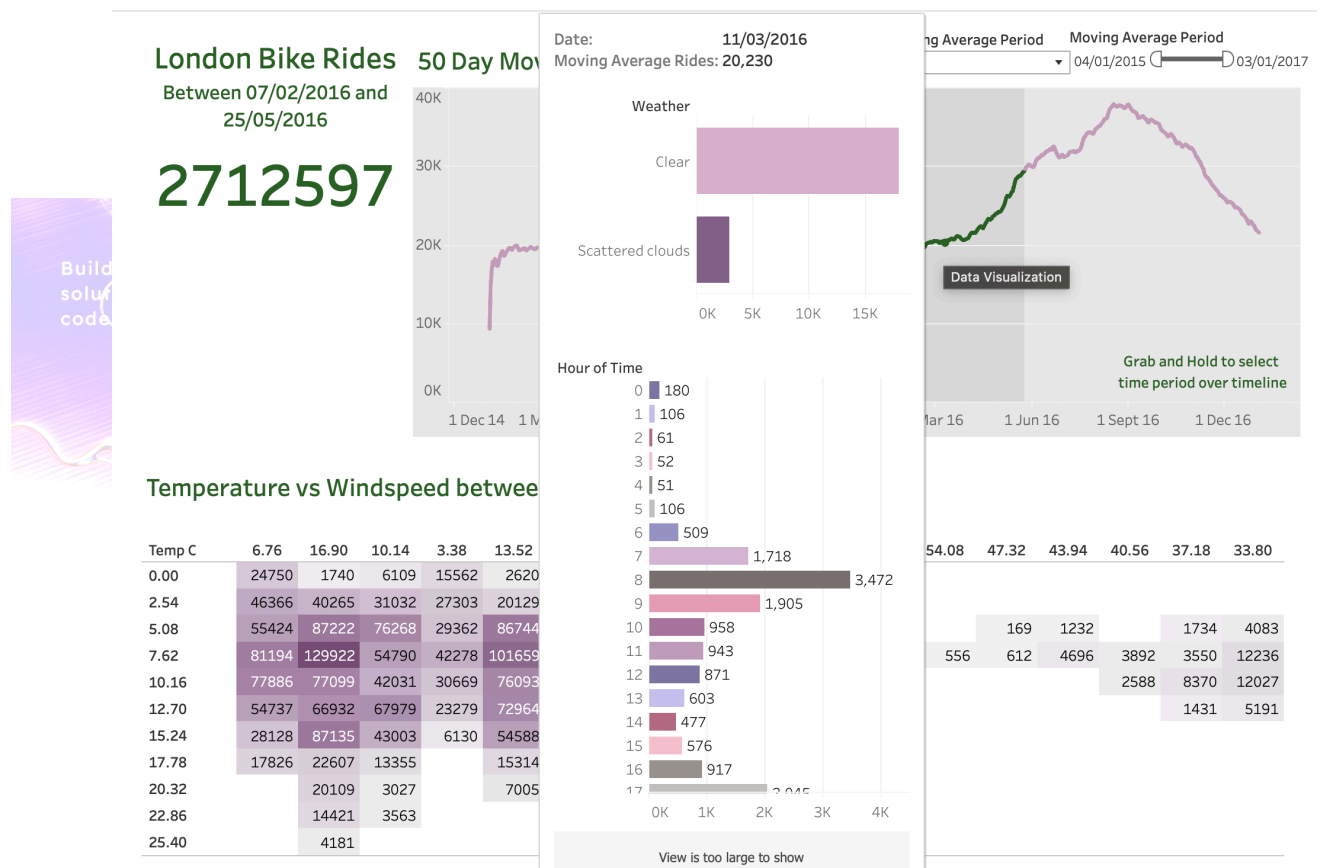 London Bike Rides
Between 07/02/2016 and
25/05/2016
2712597
50 Day Mov
ng Average Period
Moving Average Period
04/01/2015
03/01/2017
40K
30K
20K
10K
0K
1 Dec 14
1 M
Mar 16
1 Jun 16
1 Sept 16
1 Dec 16
Data Visualization
Grab and Hold to select
time period over timeline
Build
solut
code
Date: 11/03/2016
Moving Average Rides: 20,230
Weather
Clear
Scattered clouds
0K 5K 10K 15K
Hour of Time
0 180
1 106
2 61
3 52
4 51
5 106
6 509
7 1,718
8 3,472
9 1,905
10 958
11 943
12 871
13 603
14 477
15 576
16 917
17
0K 1K 2K 3K 4K
View is too large to show
Temperature vs Windspeed betwee
Temp C 6.76 16.90 10.14 3.38 13.52 54.08 47.32 43.94 40.56 37.18 33.80
0.00 24750 1740 6109 15562 2620
2.54 46366 40265 31032 27303 20129
5.08 55424 87222 76268 29362 86744 169 1232 1734 4083
7.62 81194 129922 54790 42278 101659 556 612 4696 3892 3550 12236
10.16 77886 77099 42031 30669 76093 2588 8370 12027
12.70 54737 66932 67979 23279 72964 1431 5191
15.24 28128 87135 43003 6130 54588
17.78 17826 22607 13355 15314
20.32 20109 3027 7005
22.86 14421 3563
25.40 4181